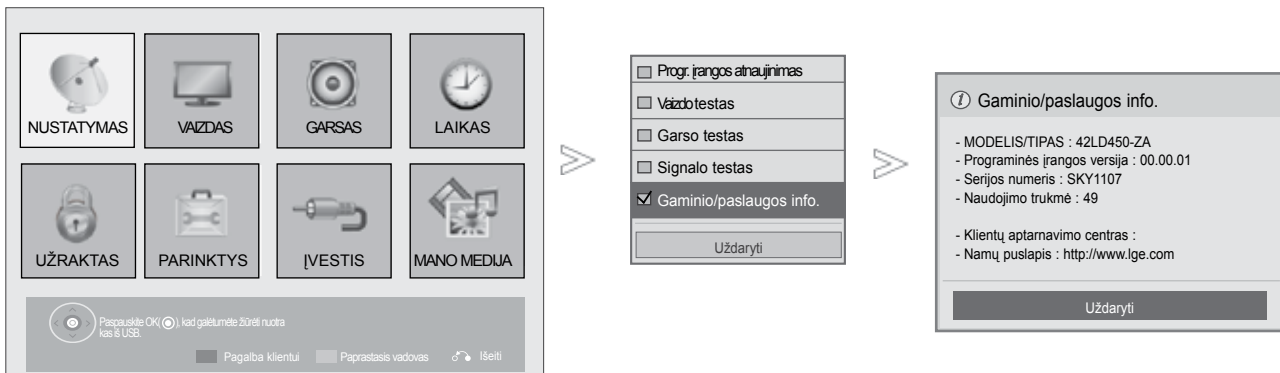 NUSTATYMAS
VAIZDAS
GARSAS
LAIKAS
UŽRAKTAS
PARINKTYS
ĮVESTIS
MANO MEDIJA
Paspauskite OK( ), kad galėtumėte žiūrėti nuotra
kas iš USB.
Pagalba klientui
Paprastasis vadovas
Išeiti
Progr. įrangos atnaujinimas
Vaizdo testas
Garso testas
Signalo testas
Gaminio/paslaugos info.
Uždaryti
Gaminio/paslaugos info.
- MODELIS/TIPAS : 42LD450-ZA
- Programinės įrangos versija : 00.00.01
- Serijos numeris : SKY1107
- Naudojimo trukmė : 49
- Klientų aptarnavimo centras :
- Namų puslapis : http://www.lge.com
Uždaryti